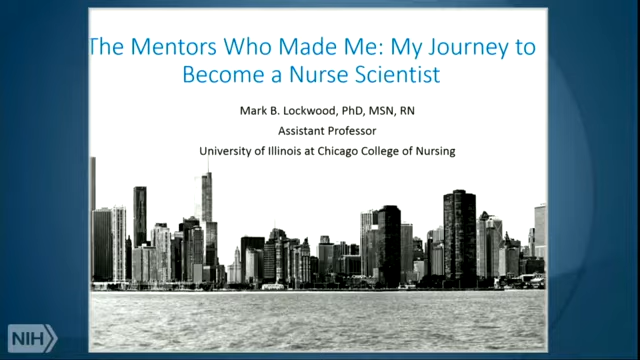 The Mentors Who Made Me: My Journey to
Become a Nurse Scientist
Mark B. Lockwood, PhD, MSN, RN
Assistant Professor
University of Illinois at Chicago College of Nursing
NIH